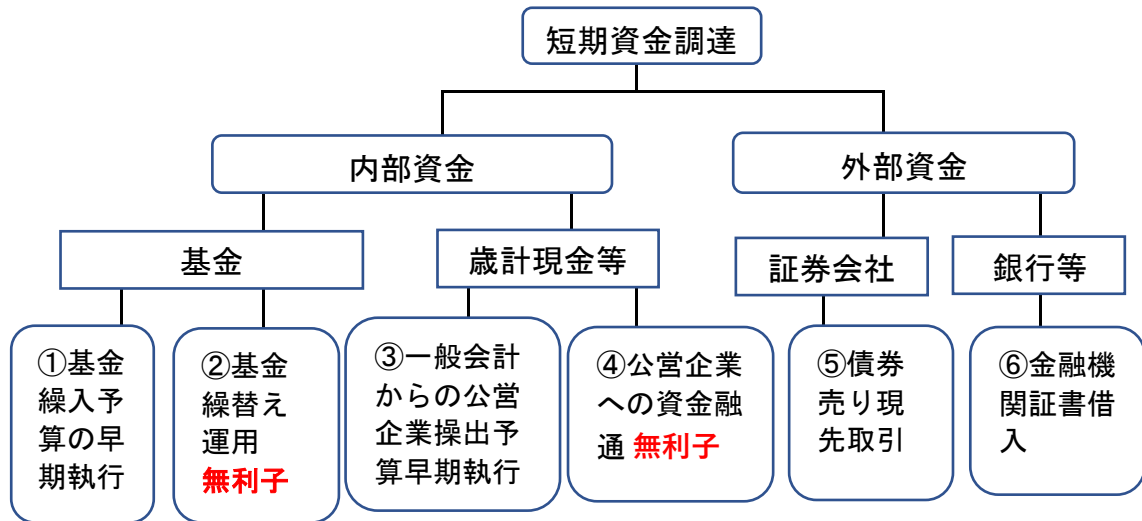 短期資金調達
内部資金
外部資金
基金
歳計現金等
証券会社
銀行等
①基金
繰入予
算の早
期執行
②基金
繰替え
運用
無利子
③一般会計
からの公営
企業操出予
算早期執行
④公営企業
への資金融
通 無利子
⑤債券
売り現
先取引
⑥金融機
関証書借
入